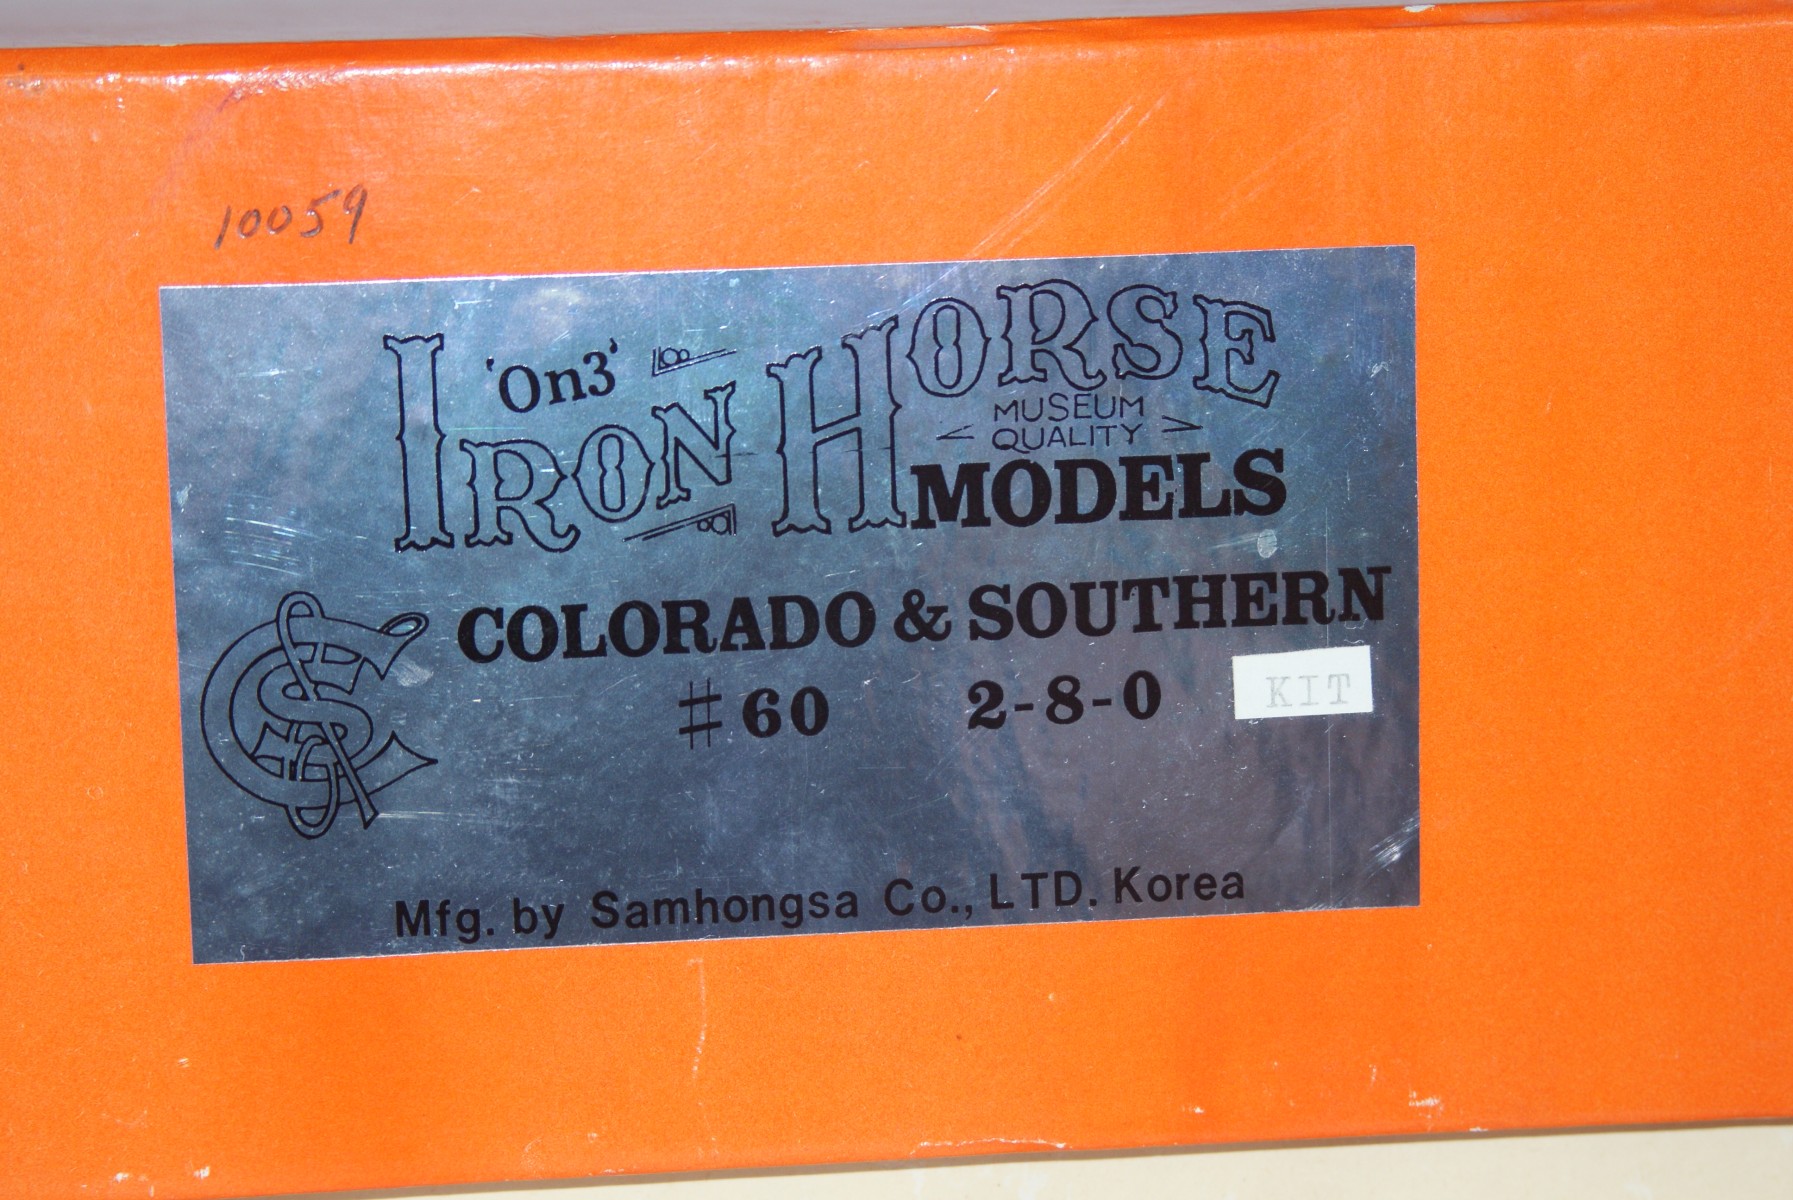 10059
'On3'
IRON HORSE
MUSEUM
QUALITY
MODELS
COLORADO & SOUTHERN
#60 2-8-0 KIT
C&S
Mfg. by Samhongsa Co., LTD. Korea